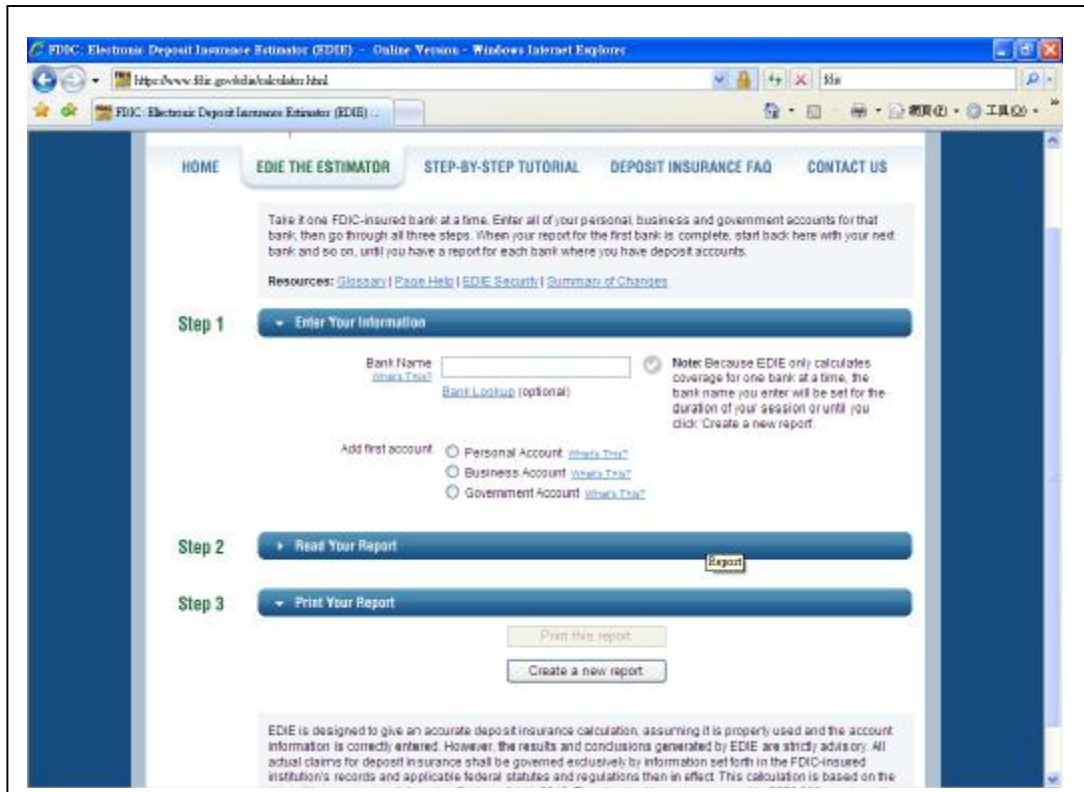 FDIC: Electronic Deposit Insurance Estimator (EDIE) - Online Version - Windows Internet Explorer
https://www.fdic.gov/edie/calculator.html
fdic
FDIC: Electronic Deposit Insurance Estimator (EDIE) ...
網頁(P)
工具(O)
HOME
EDIE THE ESTIMATOR
STEP-BY-STEP TUTORIAL
DEPOSIT INSURANCE FAQ
CONTACT US
Take it one FDIC-insured bank at a time. Enter all of your personal, business and government accounts for that
bank, then go through all three steps. When your report for the first bank is complete, start back here with your next
bank and so on, until you have a report for each bank where you have deposit accounts.
Resources: Glossary | Page Help | EDIE Security | Summary of Changes
Step 1
Enter Your Information
Bank Name
What's This?
Bank Lookup (optional)
Note: Because EDIE only calculates
coverage for one bank at a time, the
bank name you enter will be set for the
duration of your session or until you
click 'Create a new report'.
Add first account
Personal Account What's This?
Business Account What's This?
Government Account What's This?
Step 2
Read Your Report
Report
Step 3
Print Your Report
Print this report
Create a new report
EDIE is designed to give an accurate deposit insurance calculation, assuming it is properly used and the account
information is correctly entered. However, the results and conclusions generated by EDIE are strictly advisory. All
actual claims for deposit insurance shall be governed exclusively by information set forth in the FDIC-insured
institution's records and applicable federal statutes and regulations then in effect. This calculation is based on the